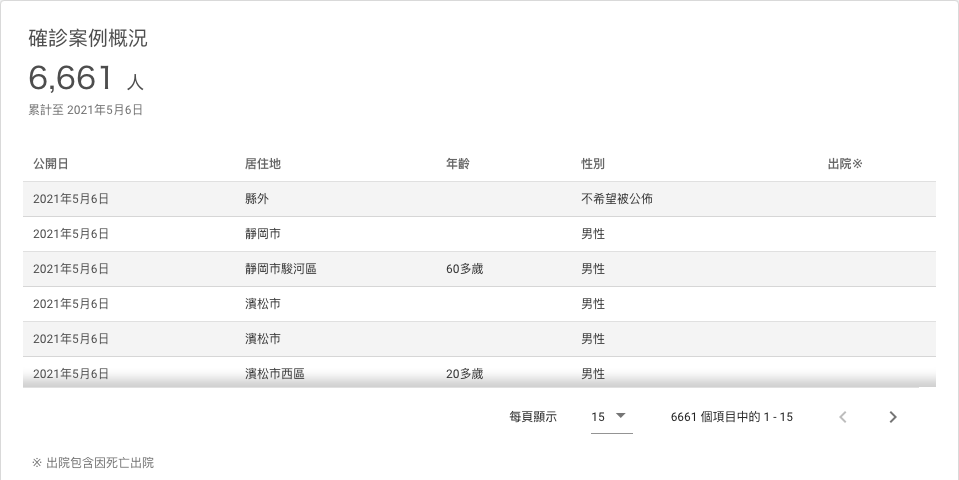 確診案例概況
6,661 人
累計至 2021年5月6日
公開日 居住地 年齡 性別 出院※
2021年5月6日 縣外 不希望被公佈
2021年5月6日 靜岡市 男性
2021年5月6日 靜岡市駿河區 60多歲 男性
2021年5月6日 濱松市 男性
2021年5月6日 濱松市 男性
2021年5月6日 濱松市西區 20多歲 男性
每頁顯示 15 6661 個項目中的 1 - 15
※ 出院包含因死亡出院